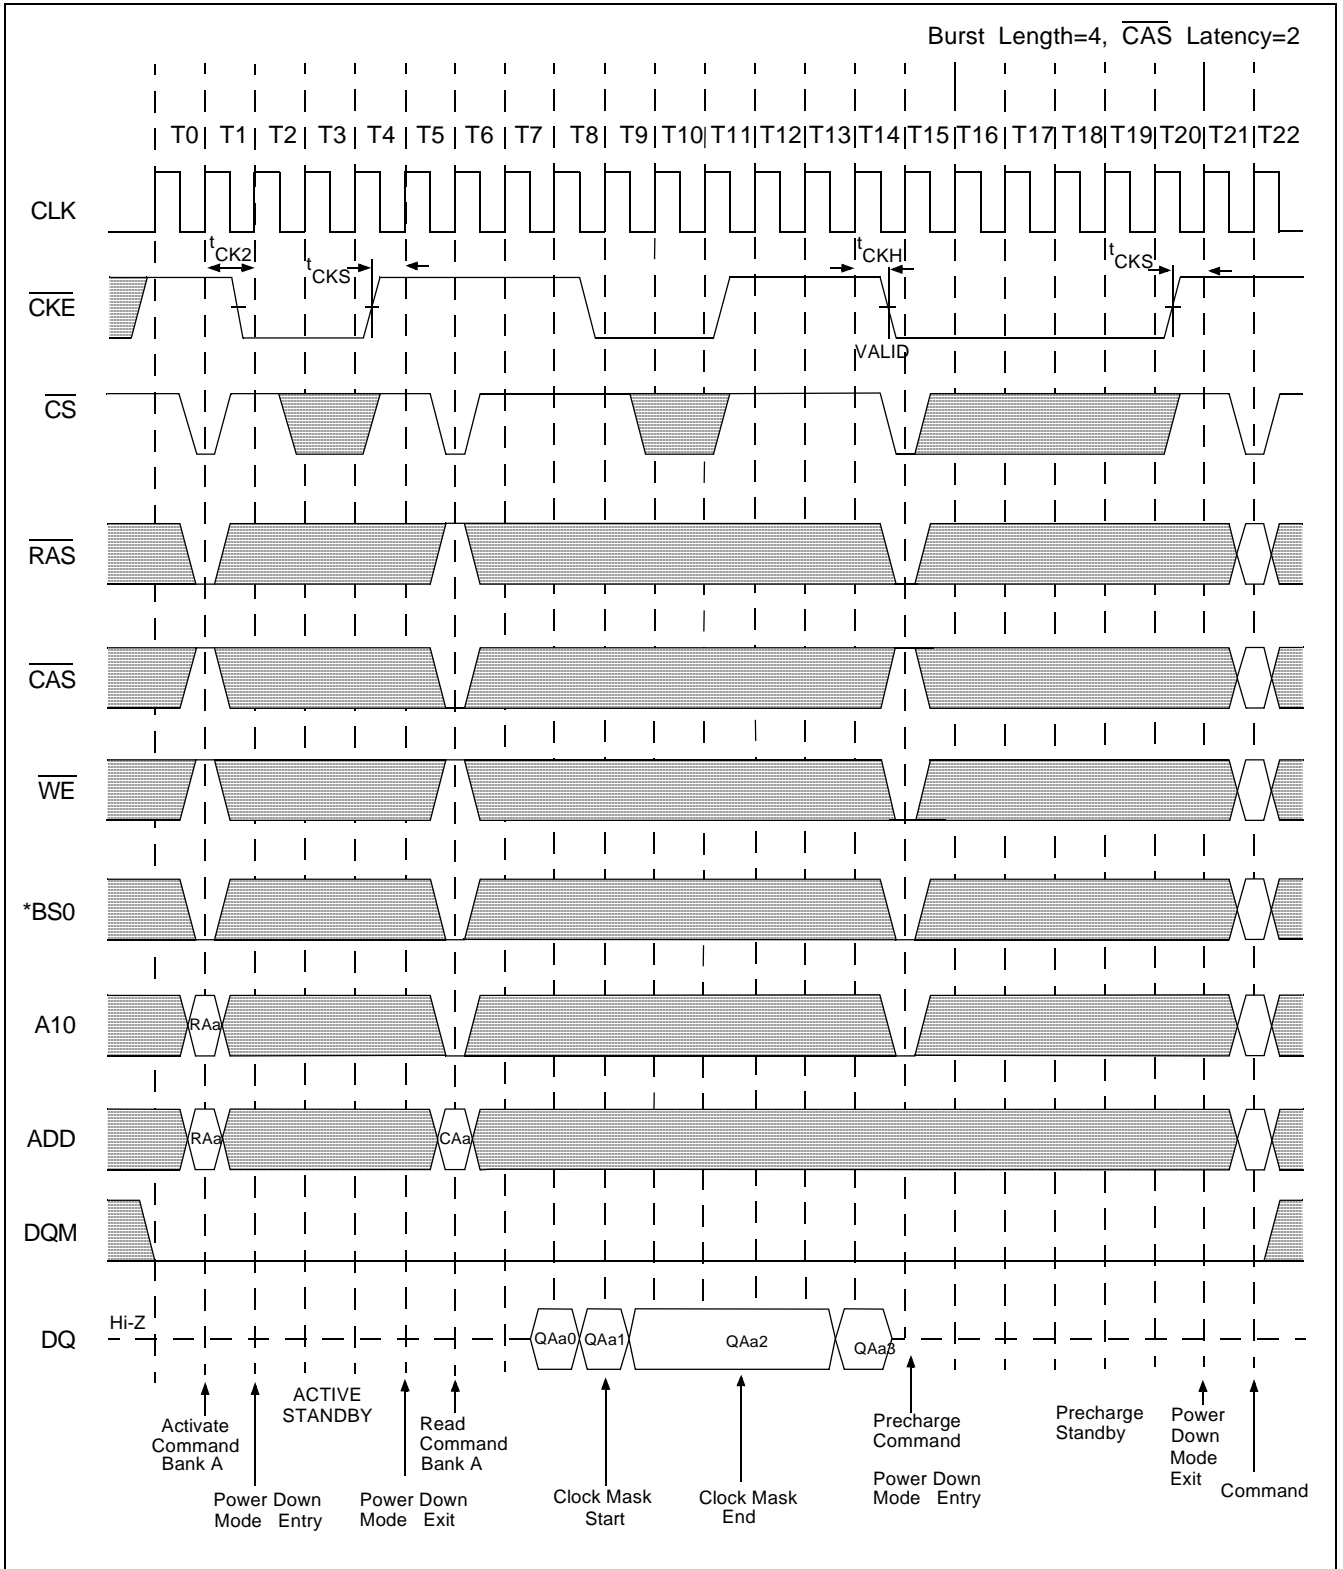 Burst Length=4, CAS Latency=2
T0 T1 T2 T3 T4 T5 T6 T7 T8 T9 T10 T11 T12 T13 T14 T15 T16 T17 T18 T19 T20 T21 T22
CLK
tCK2
tCKS
tCKH
tCKS
CKE
VALID
CS
RAS
CAS
WE
*BS0
A10
RAa
ADD
RAa
CAa
DQM
Hi-Z
DQ
QAa0
QAa1
QAa2
QAa3
Activate
Command
Bank A
Power Down
Mode Entry
ACTIVE
STANDBY
Power Down
Mode Exit
Read
Command
Bank A
Clock Mask
Start
Clock Mask
End
Precharge
Command
Power Down
Mode Entry
Precharge
Standby
Power
Down
Mode
Exit
Command